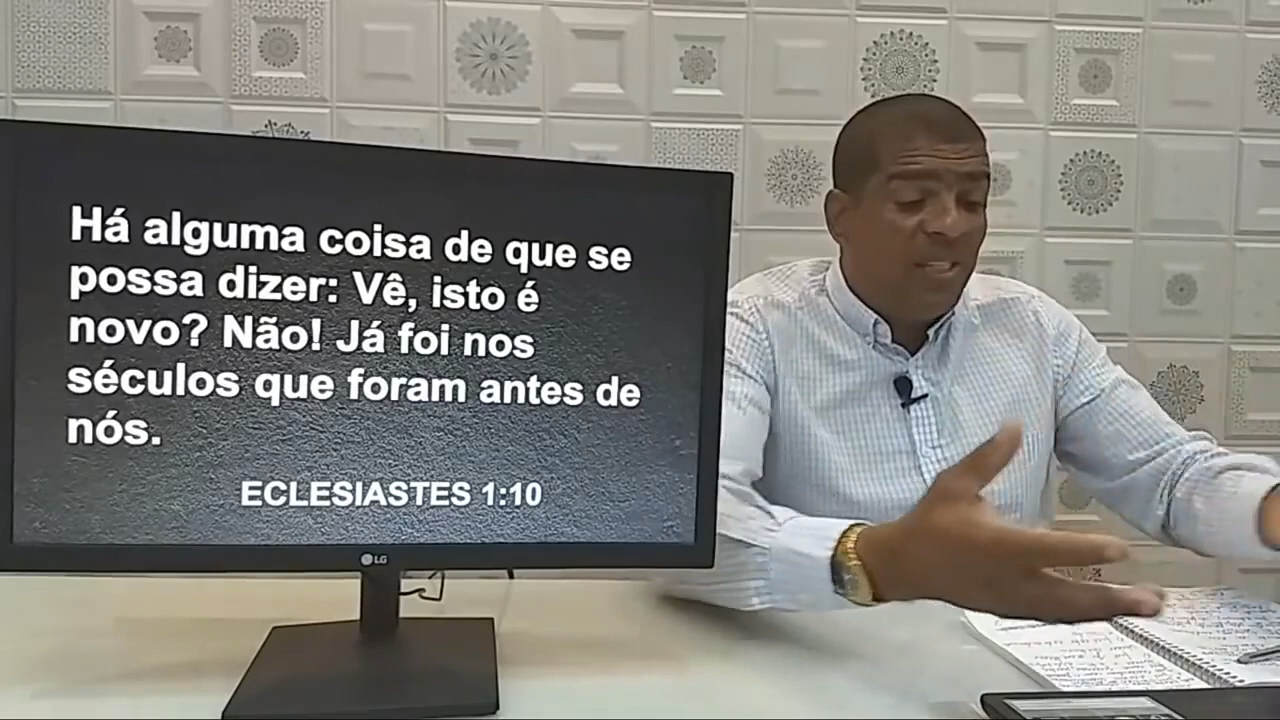 Há alguma coisa de que se
possa dizer: Vê, isto é
novo? Não! Já foi nos
séculos que foram antes de
nós.
ECLESIASTES 1:10
LG